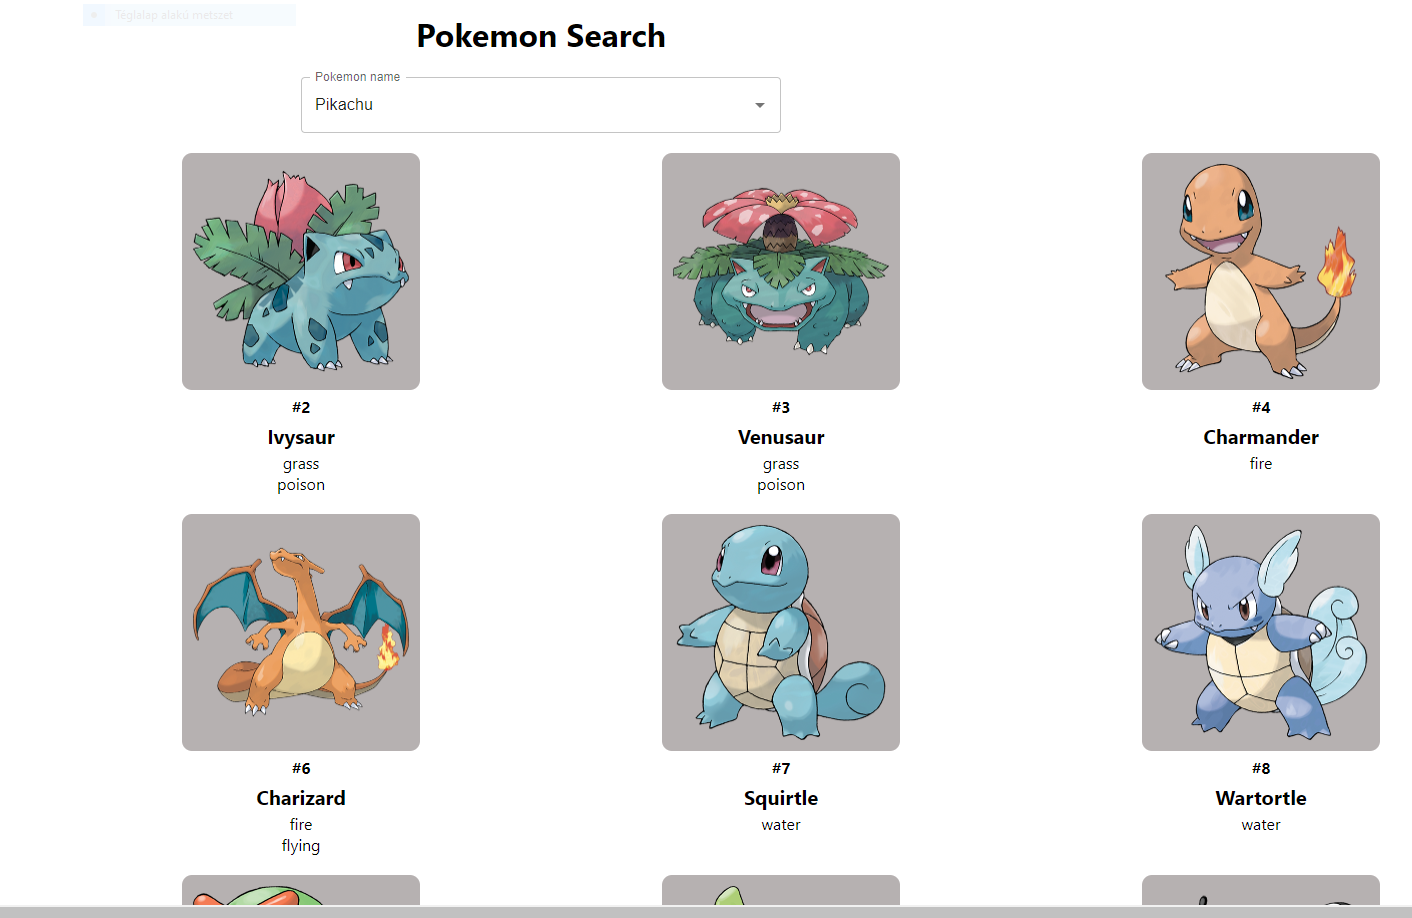 Téglalap alakú metszet
Pokemon Search
Pokemon name
Pikachu
#2
Ivysaur
grass
poison
#3
Venusaur
grass
poison
#4
Charmander
fire
#6
Charizard
fire
flying
#7
Squirtle
water
#8
Wartortle
water